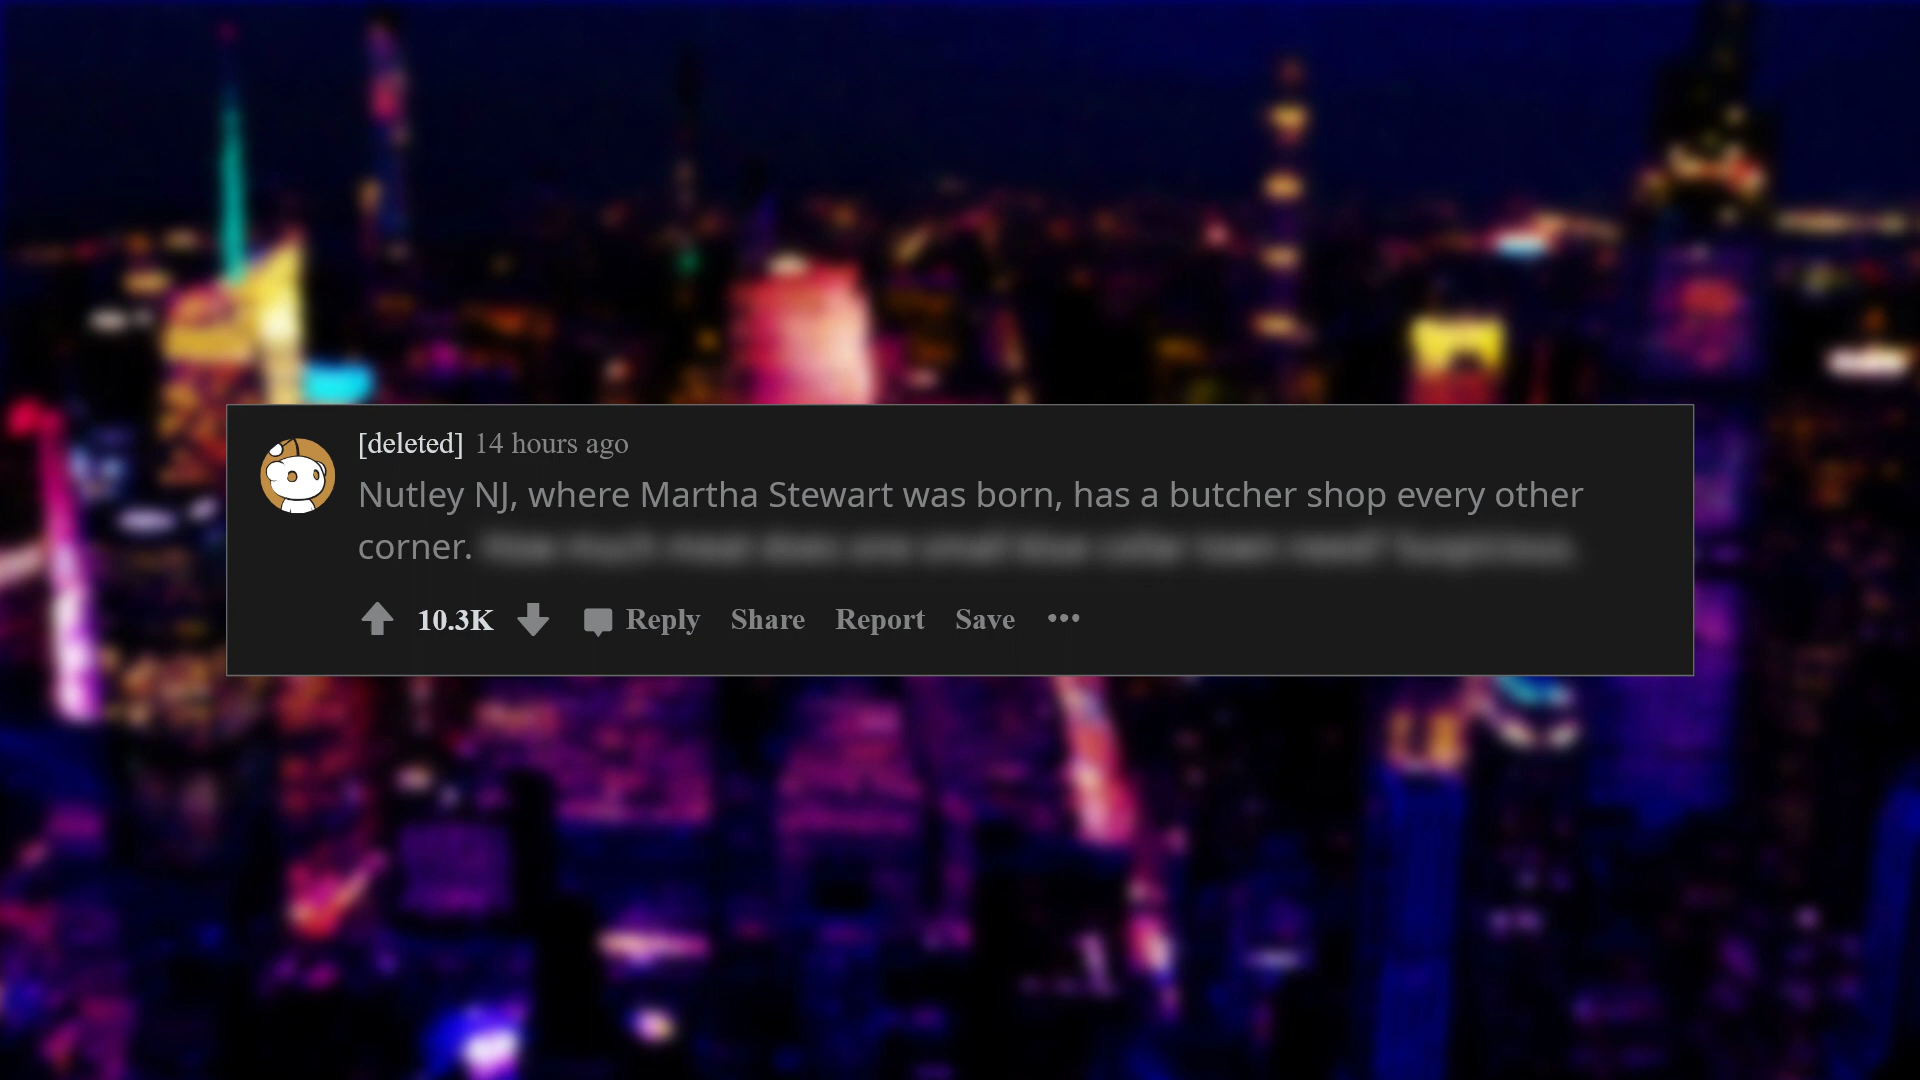 [deleted] 14 hours ago
Nutley NJ, where Martha Stewart was born, has a butcher shop every other
corner.
10.3K Reply Share Report Save